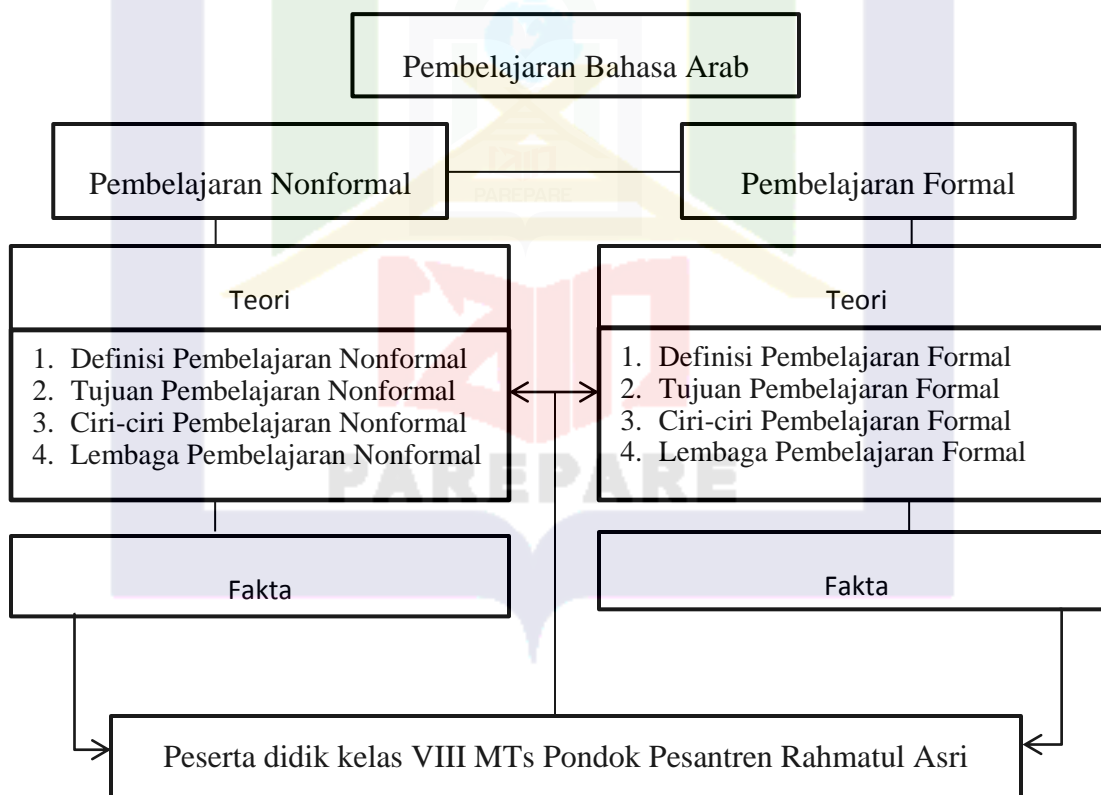 Pembelajaran Bahasa Arab
Pembelajaran Nonformal
Pembelajaran Formal
IAIN
PAREPARE
Teori
1. Definisi Pembelajaran Nonformal
2. Tujuan Pembelajaran Nonformal
3. Ciri-ciri Pembelajaran Nonformal
4. Lembaga Pembelajaran Nonformal
Teori
1. Definisi Pembelajaran Formal
2. Tujuan Pembelajaran Formal
3. Ciri-ciri Pembelajaran Formal
4. Lembaga Pembelajaran Formal
PAREPARE
Fakta
Fakta
Peserta didik kelas VIII MTs Pondok Pesantren Rahmatul Asri